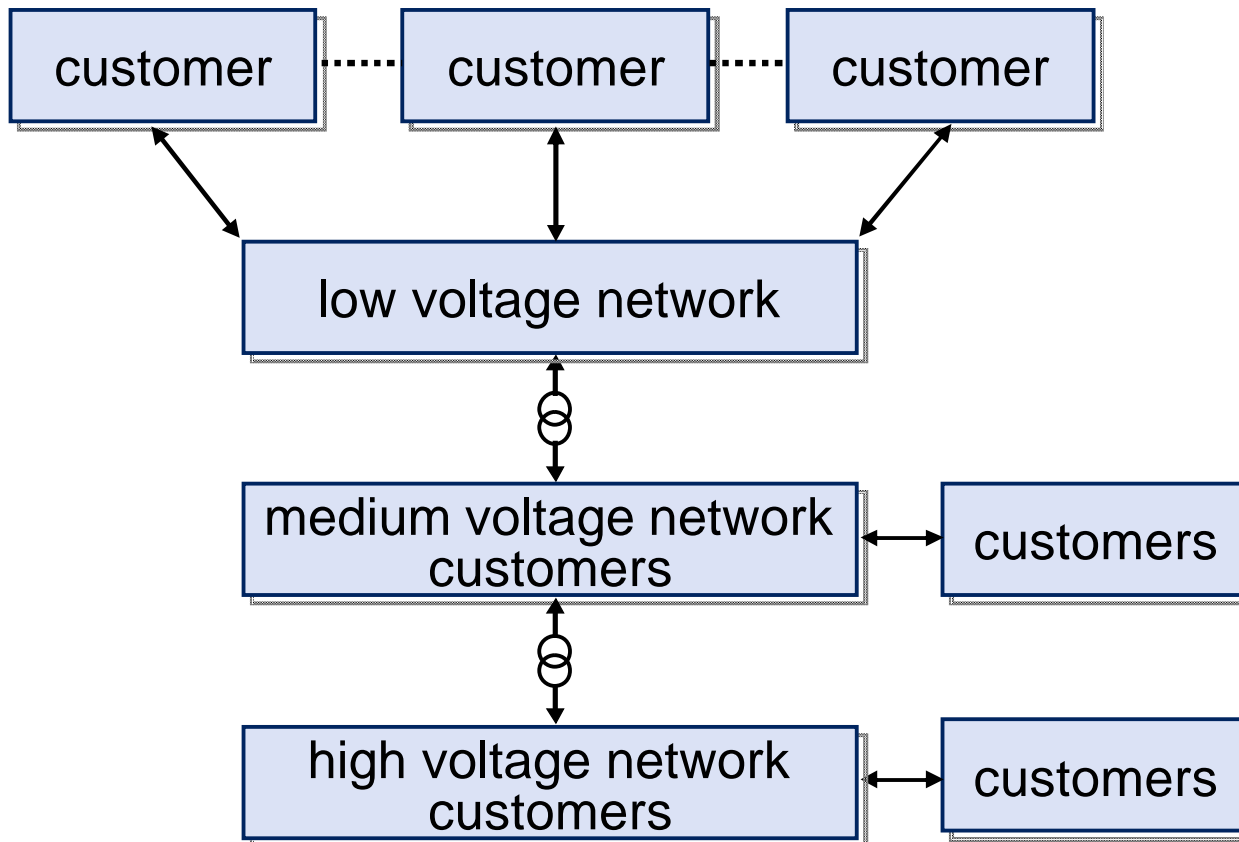 customer
customer
customer
low voltage network
medium voltage network
customers
customers
high voltage network
customers
customers